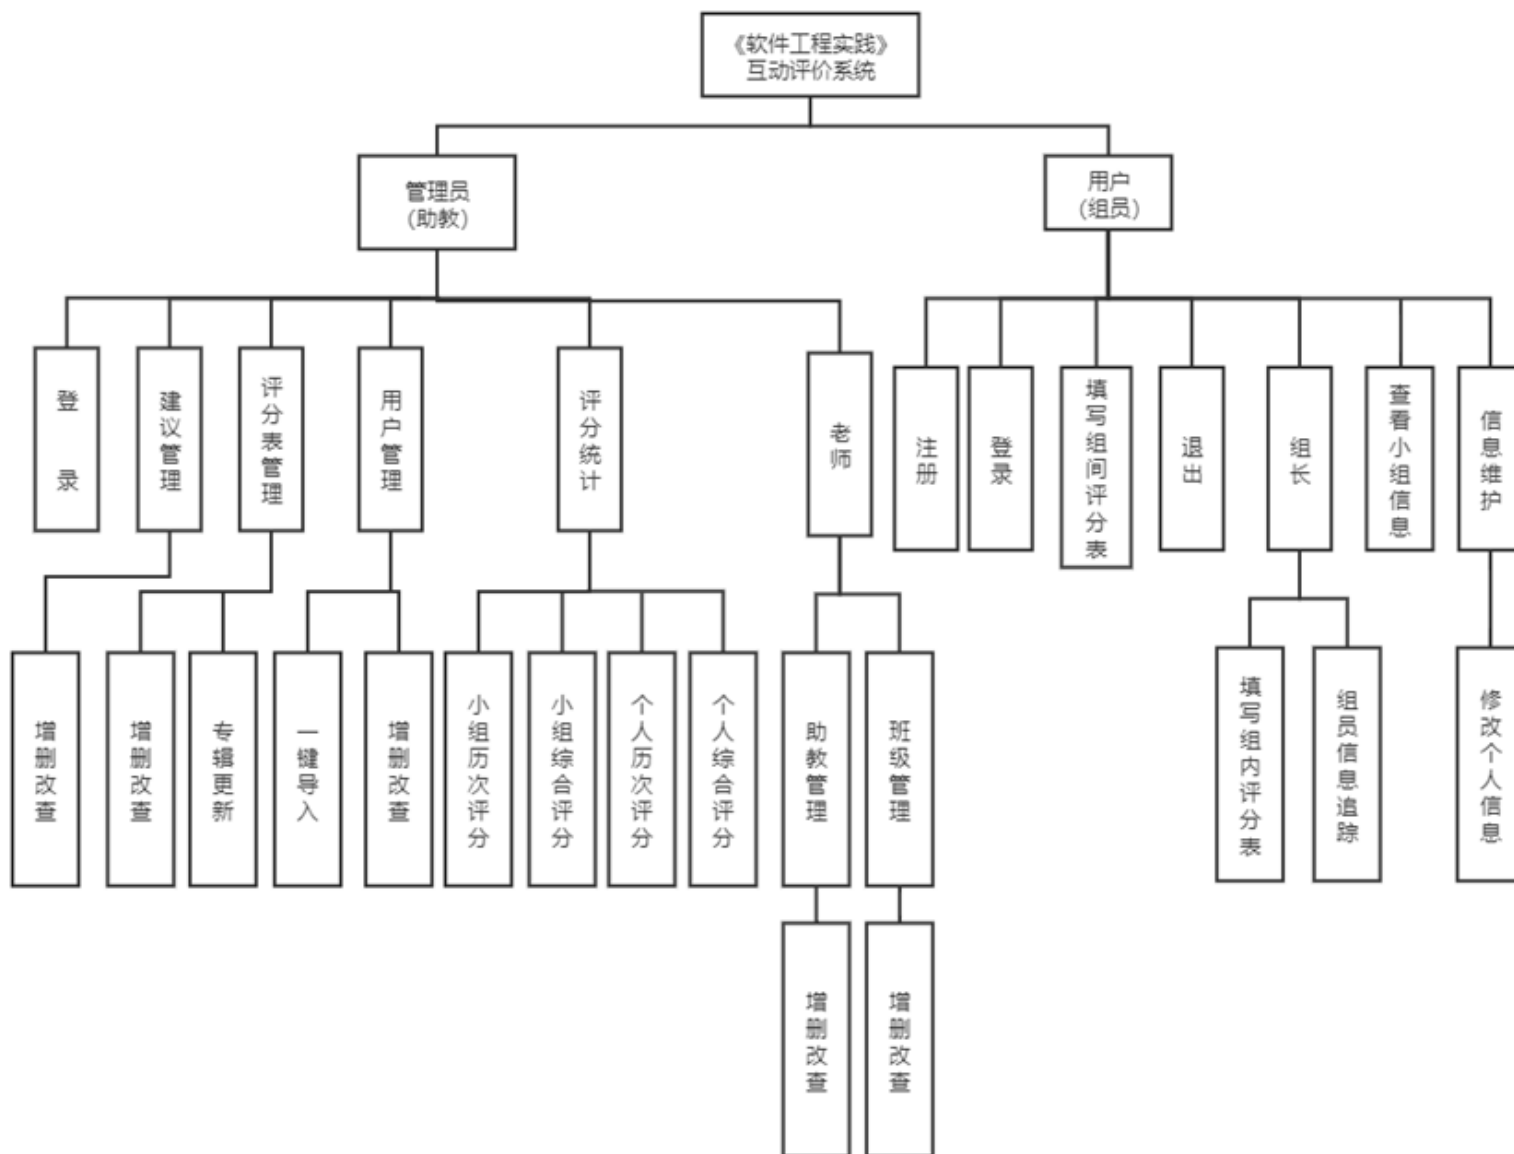 《软件工程实践》
互动评价系统
管理员
（助教）
用户
（组员）
登录
建议管理
评分表管理
用户管理
评分统计
老师
注册
登录
填写组间评分表
退出
组长
查看小组信息
信息维护
增删改查
增删改查
专辑更新
一键导入
增删改查
小组历次评分
小组综合评分
个人历次评分
个人综合评分
助教管理
班级管理
填写组内评分表
组员信息追踪
修改个人信息
增删改查
增删改查